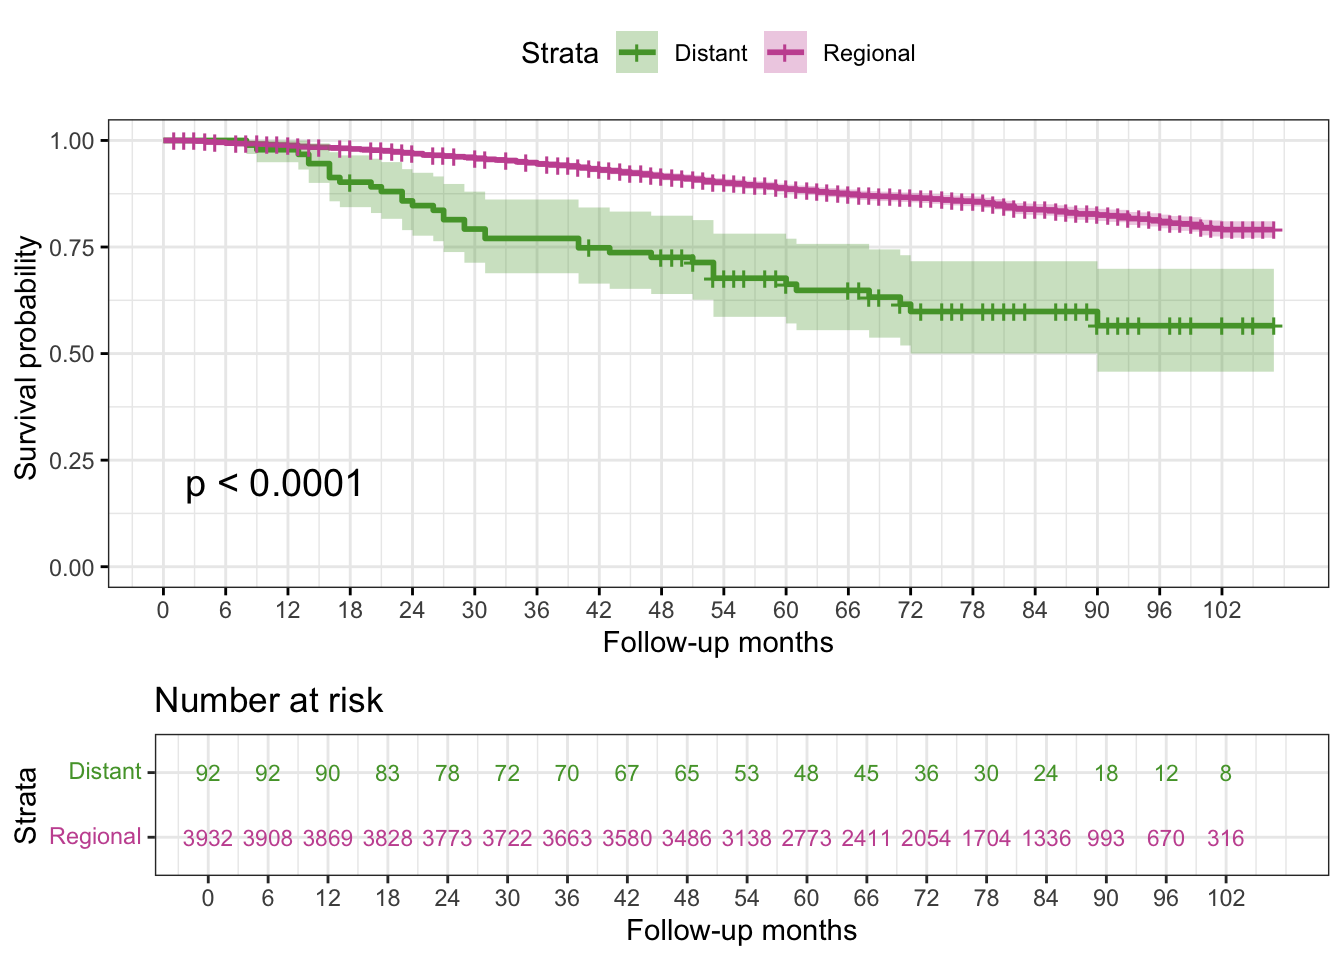 Strata Distant Regional
1.00
0.75
0.50
0.25
0.00
Survival probability
p < 0.0001
0 6 12 18 24 30 36 42 48 54 60 66 72 78 84 90 96 102
Follow-up months
Number at risk
Strata
Distant 92 92 90 83 78 72 70 67 65 53 48 45 36 30 24 18 12 8
Regional 3932 3908 3869 3828 3773 3722 3663 3580 3486 3138 2773 2411 2054 1704 1336 993 670 316
0 6 12 18 24 30 36 42 48 54 60 66 72 78 84 90 96 102
Follow-up months